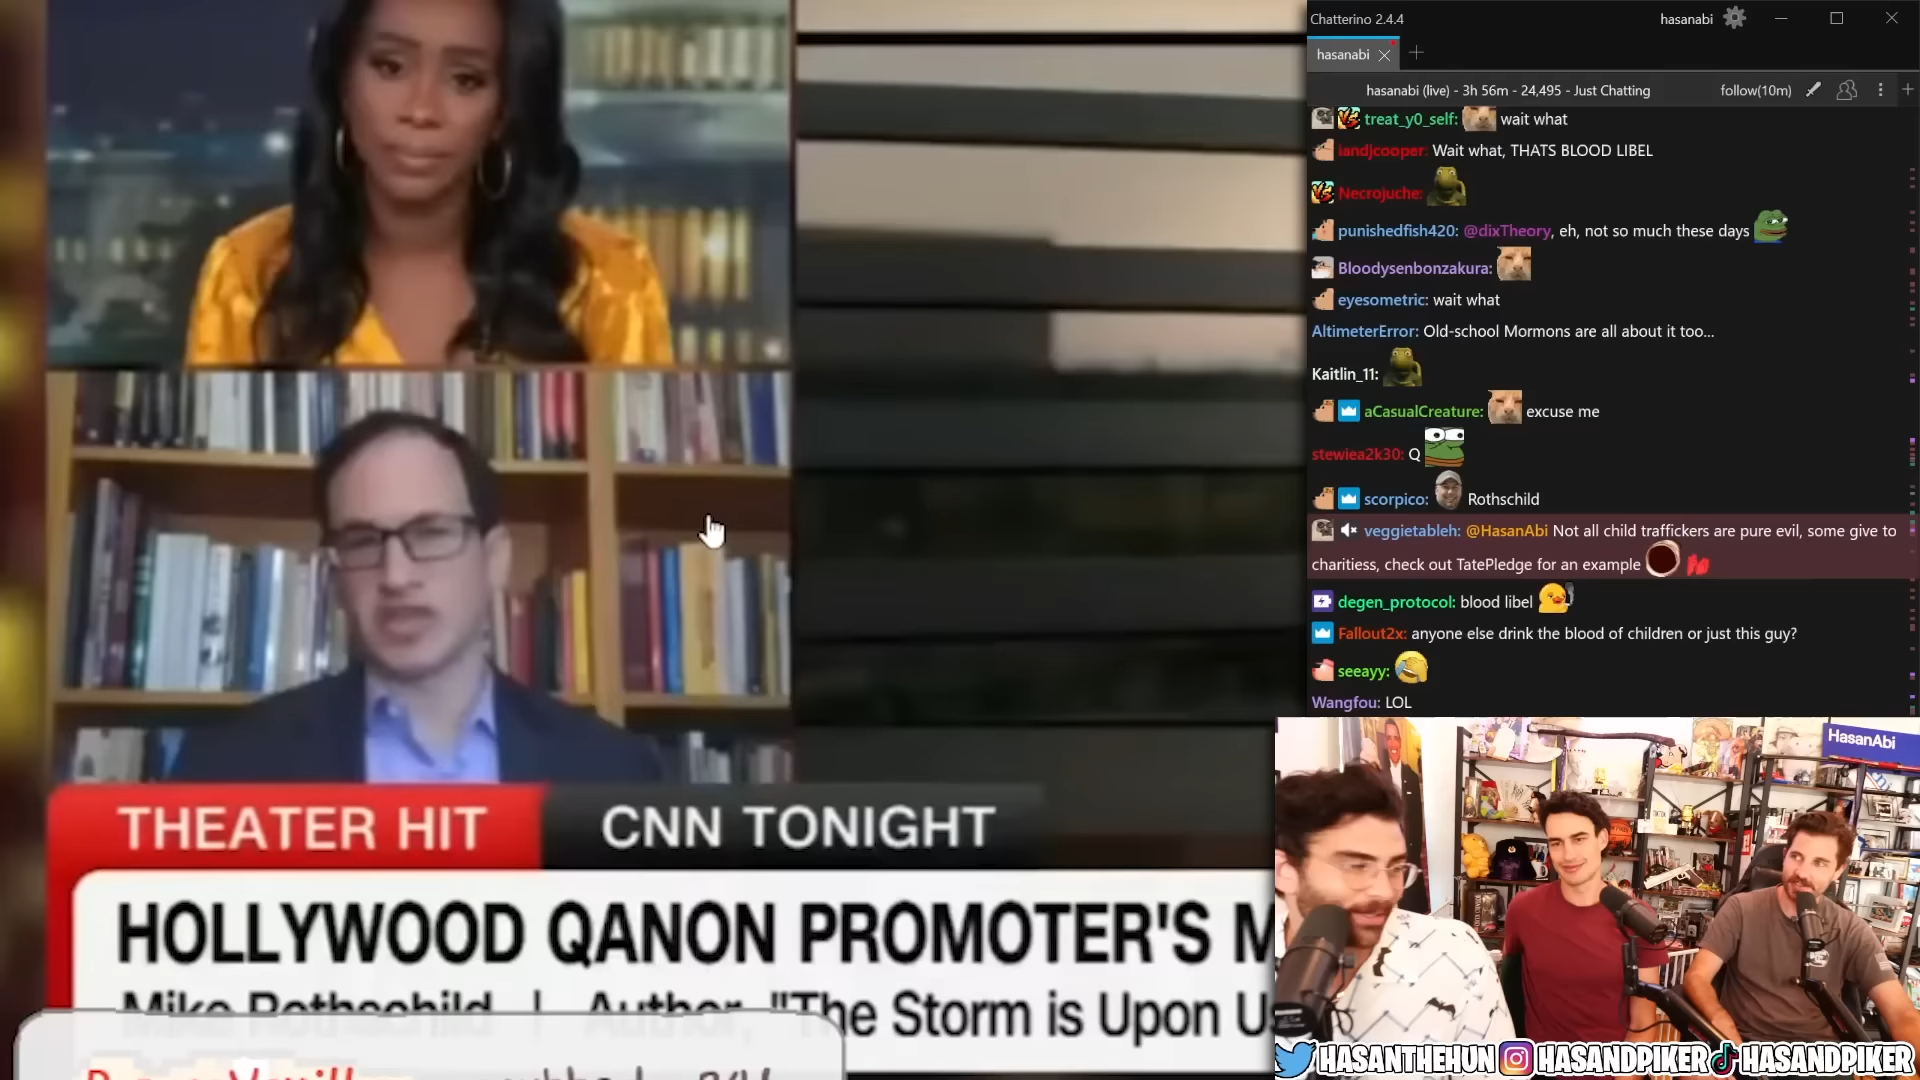 Chatterino 2.4.4
hasanabi
hasanabi
hasanabi (live) - 3h 56m - 24,495 - Just Chatting
follow(10m)
treat_y0_self: wait what
iandjcooper: Wait what, THATS BLOOD LIBEL
Necrojuche:
punishedfish420: @dixTheory, eh, not so much these days
Bloodysenbonzakura:
eyesometric: wait what
AltimeterError: Old-school Mormons are all about it too...
Kaitlin_11:
aCasualCreature: excuse me
stewiea2k30: Q
scorpico: Rothschild
veggietableh: @HasanAbi Not all child traffickers are pure evil, some give to
charitiess, check out TatePledge for an example
degen_protocol: blood libel
Fallout2x: anyone else drink the blood of children or just this guy?
seeayy:
Wangfou: LOL
HasanAbi
THEATER HIT
CNN TONIGHT
HOLLYWOOD QANON PROMOTER'S M
Mike Rothschild | Author, "The Storm is Upon Us
HASANTHEHUN HASANDPIKER HASANDPIKER